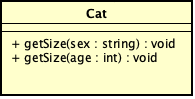 Cat
+ getSize(sex : string) : void
+ getSize(age : int) : void